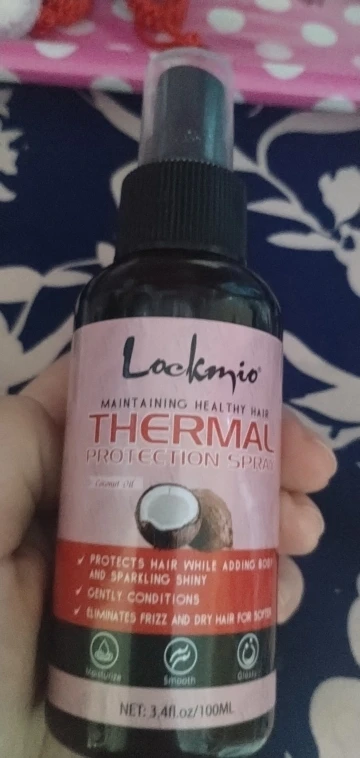 Lockmio
MAINTAINING HEALTHY HAIR
THERMAL
PROTECTION SPRAY
Coconut Oil
✓ PROTECTS HAIR WHILE ADDING BODY
AND SPARKLING SHINY
✓ GENTLY CONDITIONS
✓ ELIMINATES FRIZZ AND DRY HAIR FOR SOFTER
Moisturize
Smooth
NET: 3.4fl.oz/100ML